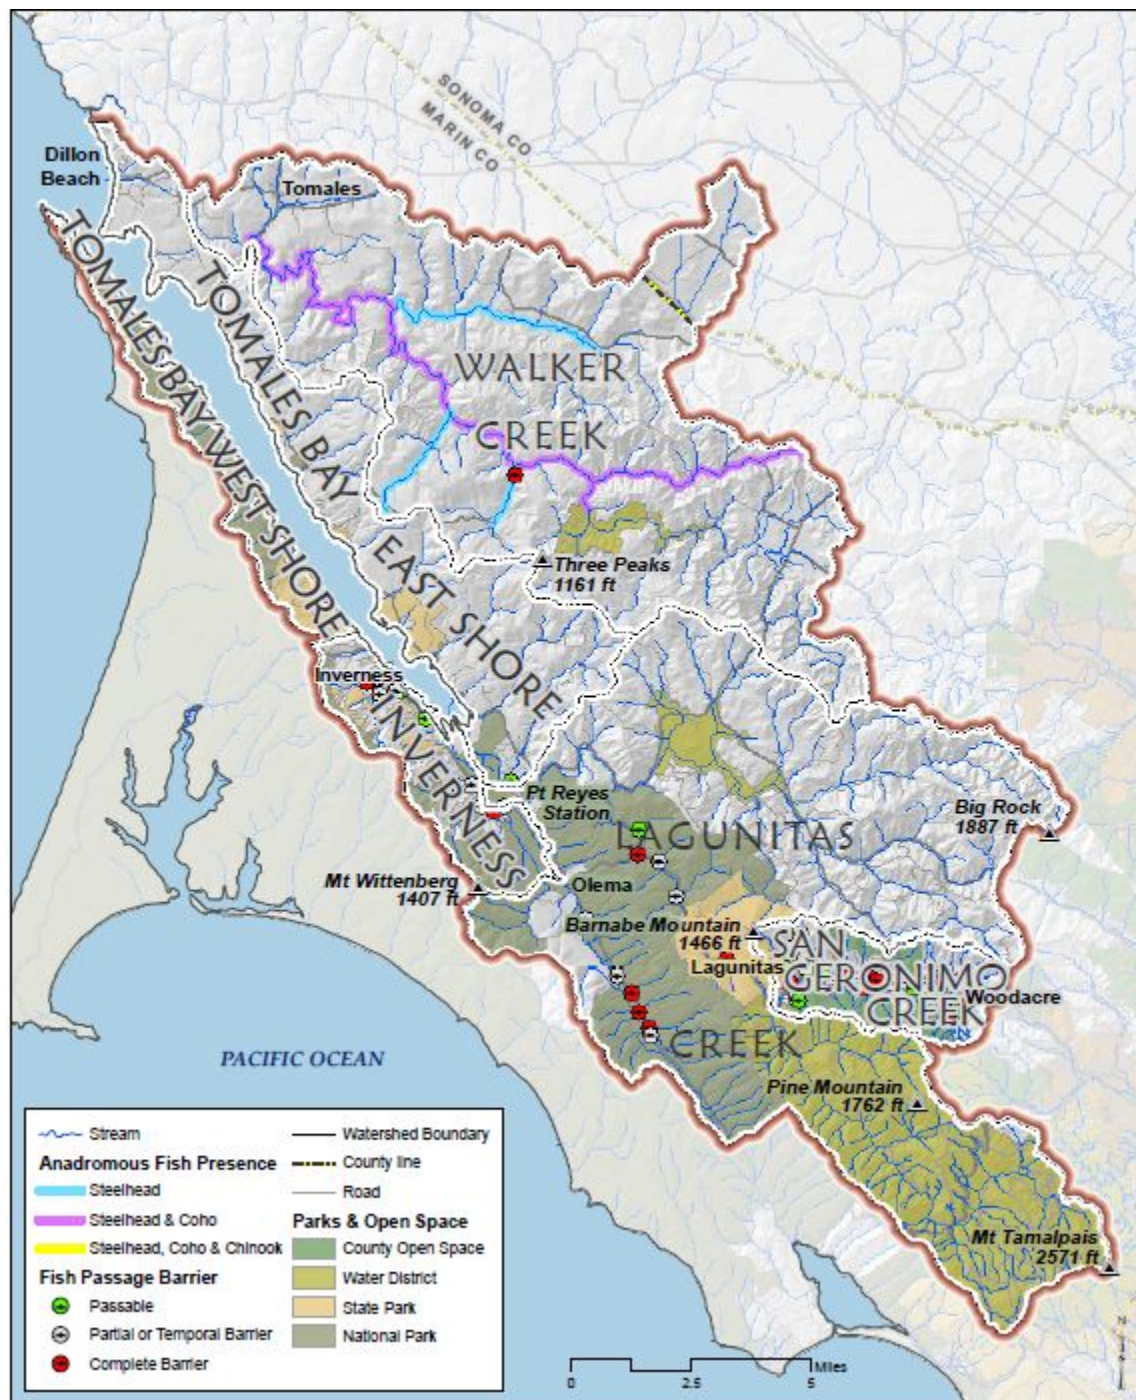 SONOMA CO
MARIN CO
Dillon
Beach
Tomales
TOMALES BAY WEST SHORE
TOMALES BAY EAST SHORE
WALKER
CREEK
Three Peaks
1161 ft
Inverness
INVERNESS
Pt Reyes
Station
LAGUNITAS
Big Rock
1887 ft
Mt Wittenberg
1407 ft
Olema
Barnabe Mountain
1466 ft
SAN
GERONIMO
CREEK
Lagunitas
Woodacre
CREEK
PACIFIC OCEAN
Pine Mountain
1762 ft
Mt Tamalpais
2571 ft
Stream
Anadromous Fish Presence
Steelhead
Steelhead & Coho
Steelhead, Coho & Chinook
Fish Passage Barrier
Passable
Partial or Temporal Barrier
Complete Barrier
Watershed Boundary
County line
Road
Parks & Open Space
County Open Space
Water District
State Park
National Park
Miles
0 2.5 5
N